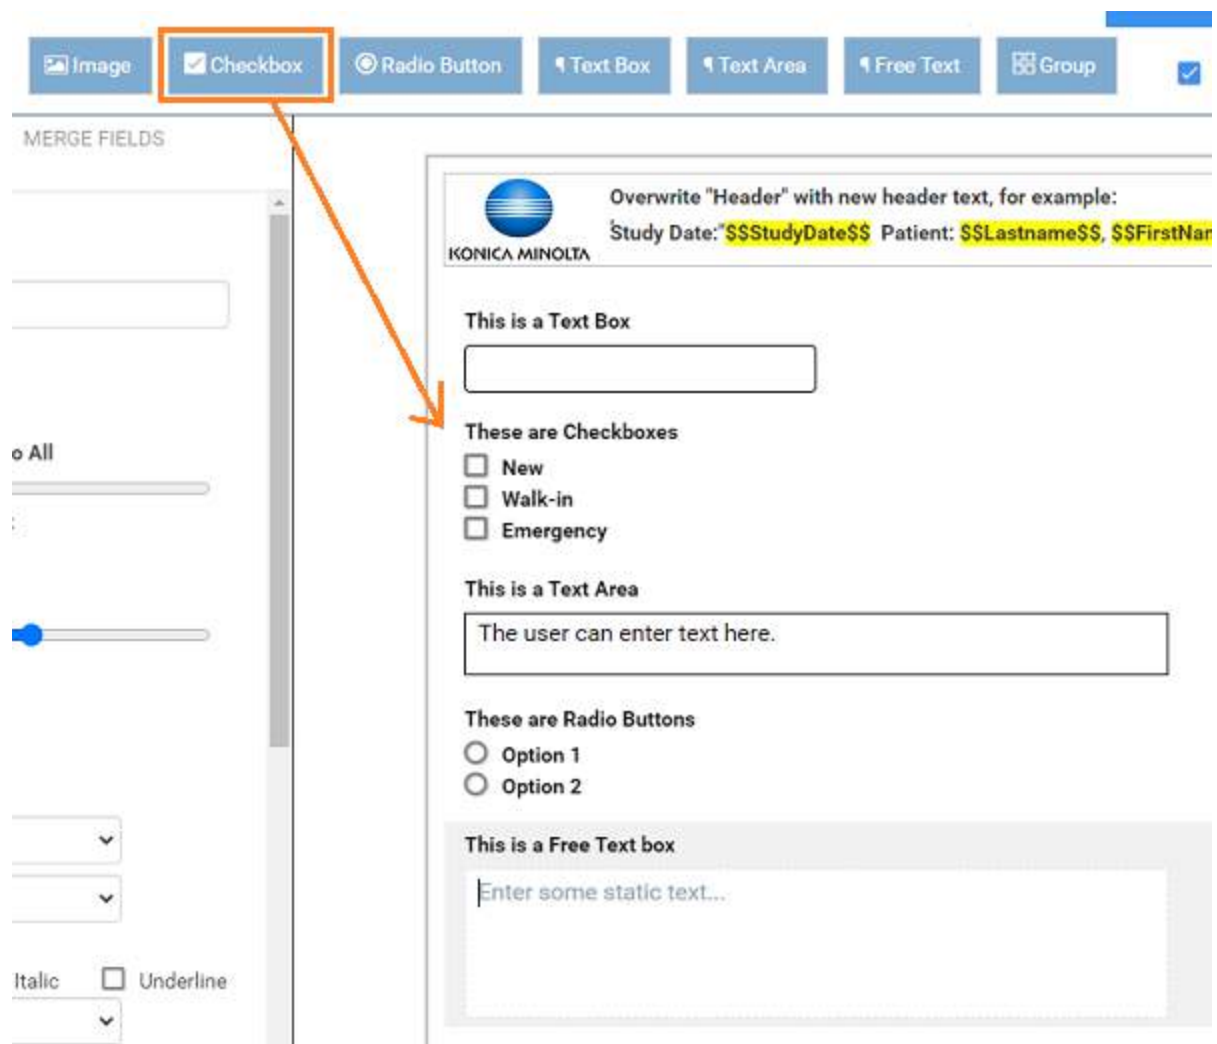 Image Checkbox Radio Button Text Box Text Area Free Text Group
MERGE FIELDS
Overwrite "Header" with new header text, for example:
Study Date:"$$StudyDate$$ Patient: $$Lastname$$, $$FirstNam
KONICA MINOLTA
This is a Text Box
These are Checkboxes
o All
New
Walk-in
Emergency
This is a Text Area
The user can enter text here.
These are Radio Buttons
Option 1
Option 2
This is a Free Text box
Enter some static text...
Italic Underline